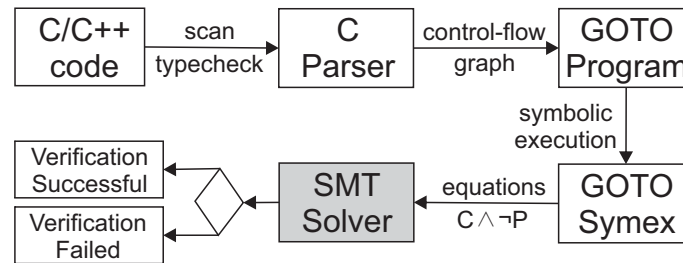 C/C++
code
scan
typecheck
C
Parser
control-flow
graph
GOTO
Program
symbolic
execution
GOTO
Symex
equations
C ∧ ¬P
SMT
Solver
Verification
Successful
Verification
Failed